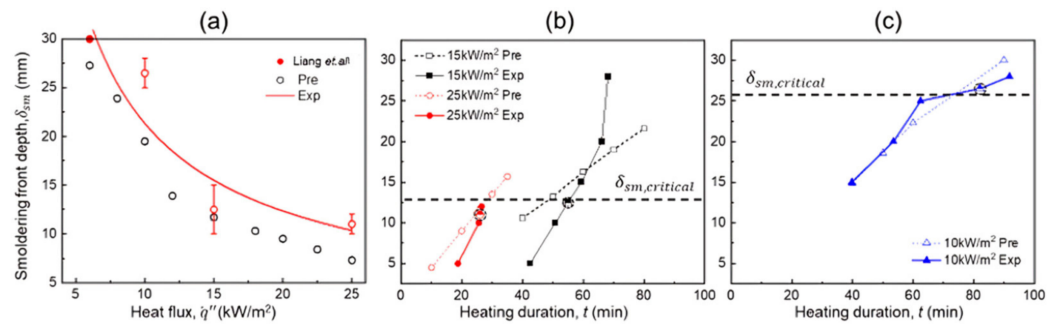 (a)
Smoldering front depth, δsm (mm)
30
25
20
15
10
5
5
10
15
20
25
Heat flux, q̇″(kW/m²)
Liang et.al
Pre
Exp
(b)
30
25
20
15
10
5
0
20
40
60
80
100
Heating duration, t (min)
15kW/m² Pre
15kW/m² Exp
25kW/m² Pre
25kW/m² Exp
δsm,critical
(c)
30
25
20
15
10
5
0
20
40
60
80
100
Heating duration, t (min)
δsm,critical
10kW/m² Pre
10kW/m² Exp